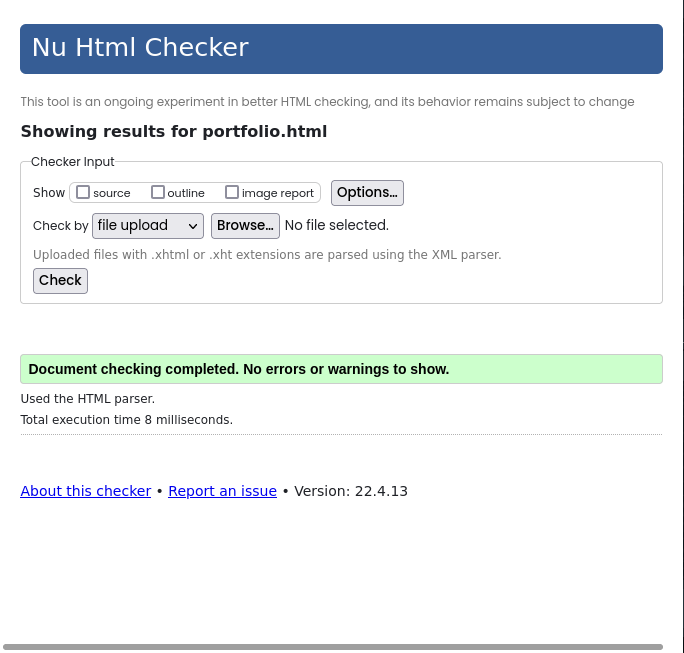 Nu Html Checker
This tool is an ongoing experiment in better HTML checking, and its behavior remains subject to change
Showing results for portfolio.html
Checker Input
Show source outline image report Options...
Check by file upload Browse... No file selected.
Uploaded files with .xhtml or .xht extensions are parsed using the XML parser.
Check
Document checking completed. No errors or warnings to show.
Used the HTML parser.
Total execution time 8 milliseconds.
About this checker • Report an issue • Version: 22.4.13